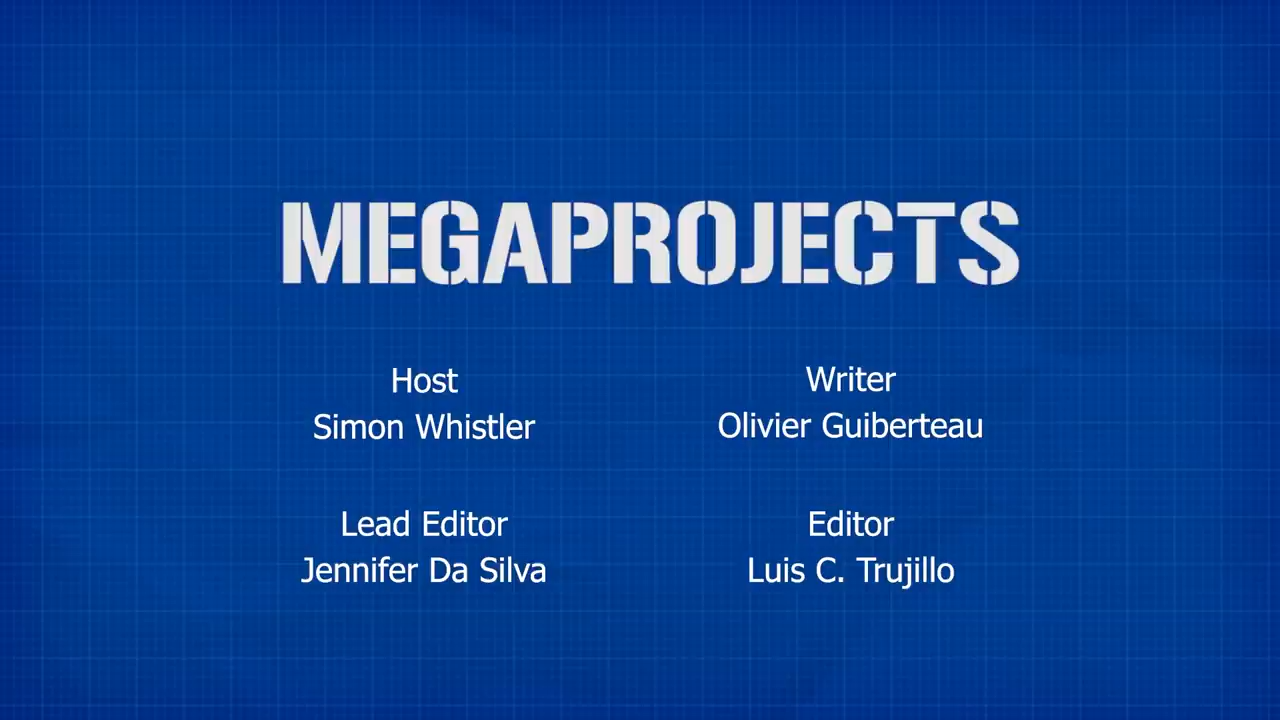 MEGAPROJECTS
Host
Simon Whistler
Writer
Olivier Guiberteau
Lead Editor
Jennifer Da Silva
Editor
Luis C. Trujillo